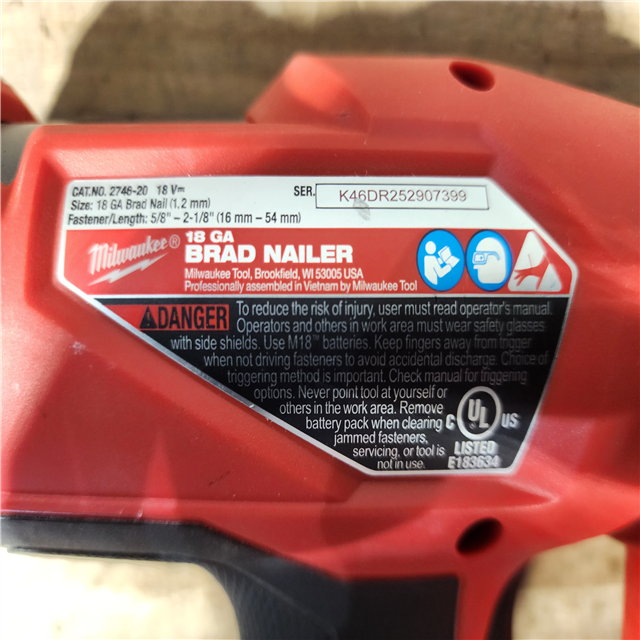 CAT.NO. 2746-20 18 V⎓
SER. K46DR252907399
Size: 18 GA Brad Nail (1.2 mm)
Fastener/Length: 5/8" – 2-1/8" (16 mm – 54 mm)
Milwaukee®
18 GA
BRAD NAILER
Milwaukee Tool, Brookfield, WI 53005 USA
Professionally assembled in Vietnam by Milwaukee Tool
DANGER To reduce the risk of injury, user must read operator's manual.
Operators and others in work area must wear safety glasses
with side shields. Use M18™ batteries. Keep fingers away from trigger
when not driving fasteners to avoid accidental discharge. Choice of
triggering method is important. Check manual for triggering
options. Never point tool at yourself or
others in the work area. Remove
battery pack when clearing
jammed fasteners,
servicing, or tool is
not in use.
C UL US
LISTED
E183634